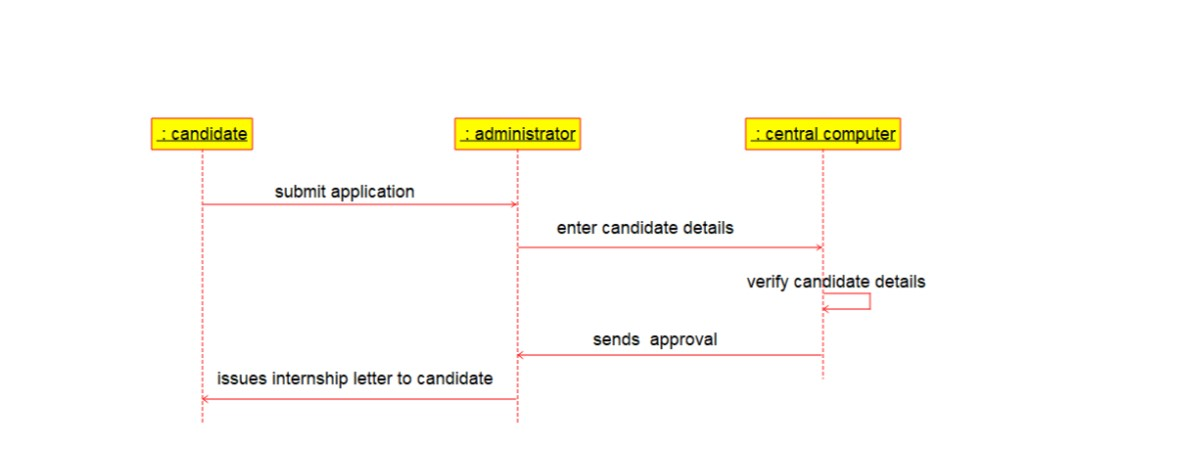 : candidate
: administrator
: central computer
submit application
enter candidate details
verify candidate details
sends  approval
issues internship letter to candidate